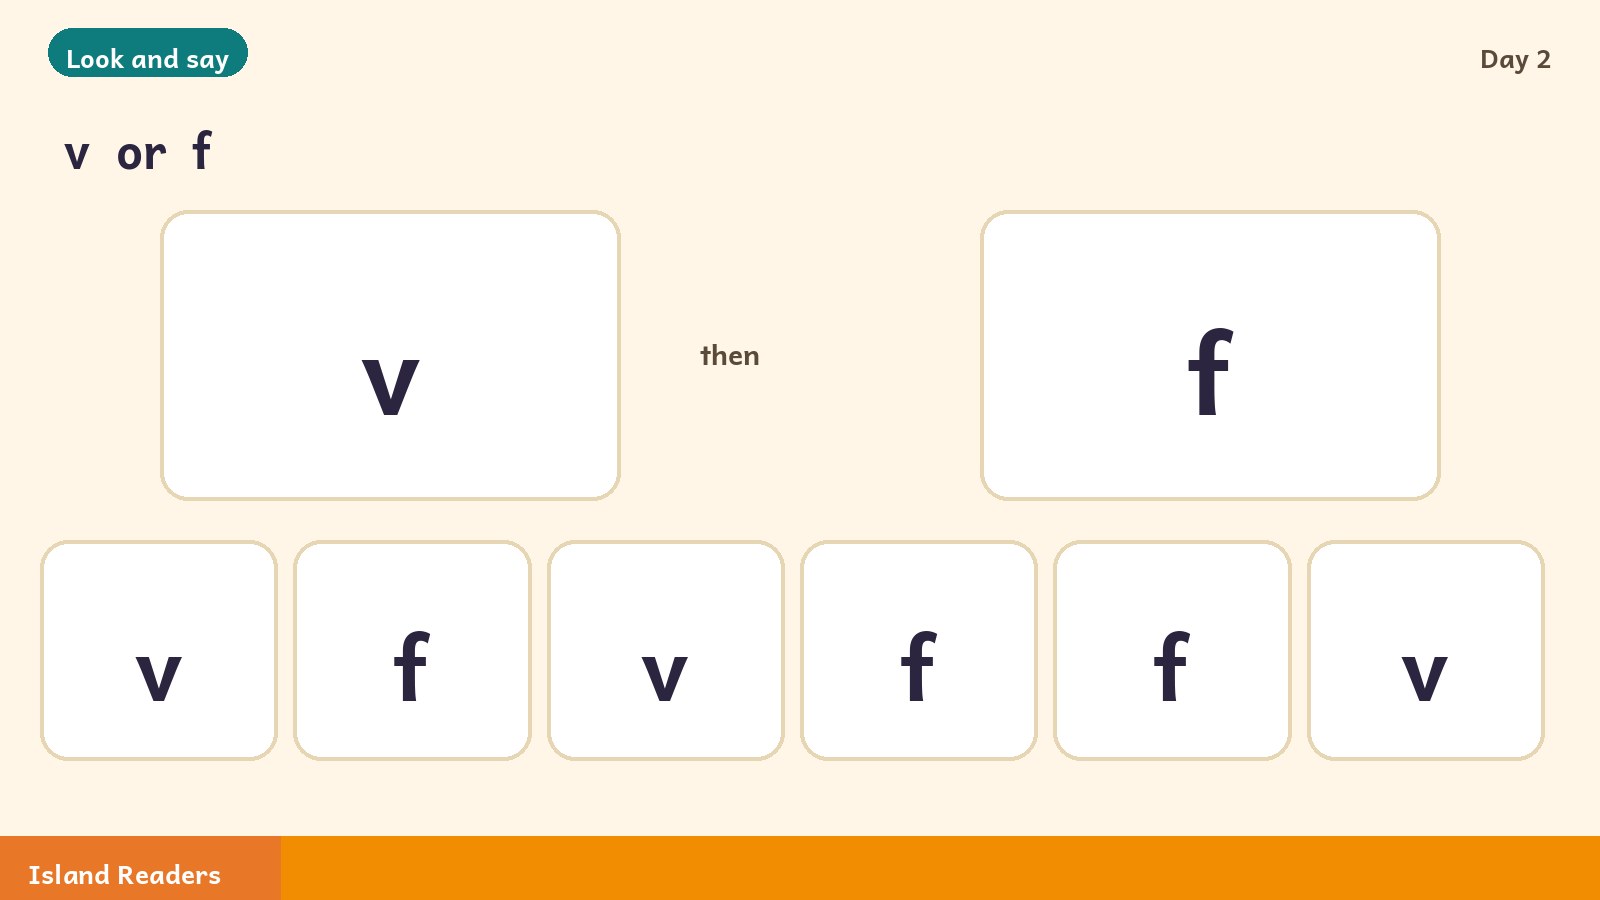 Look and say
Day 2
v or f
v then f
v f v f f v
Island Readers